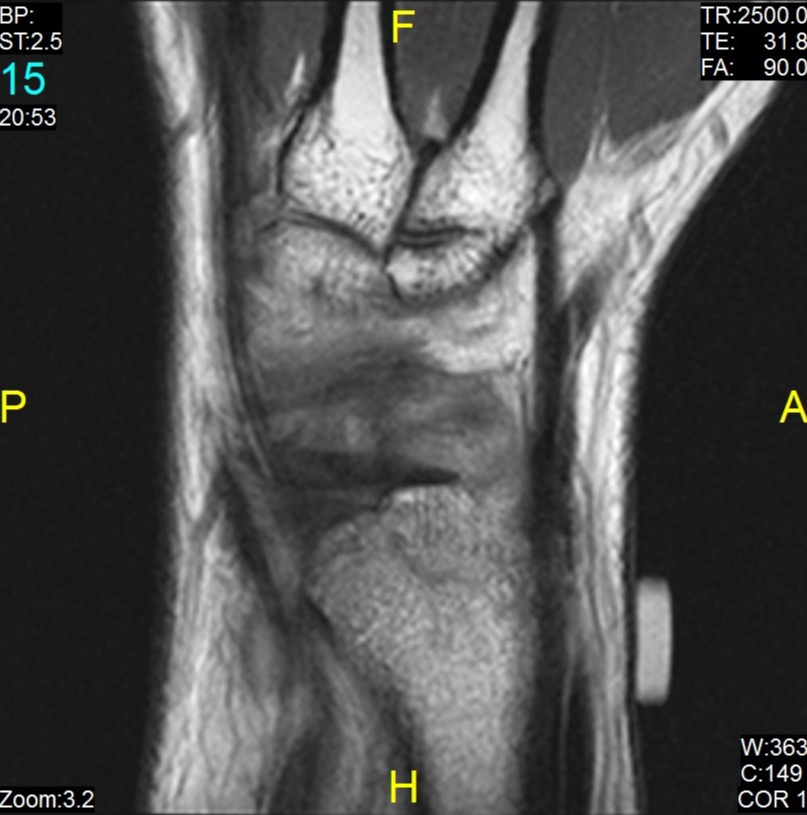 BP:
ST:2.5
15
20:53
F
TR:2500.0
TE: 31.8
FA: 90.0
P
A
Zoom:3.2
H
W:363
C:149
COR 1